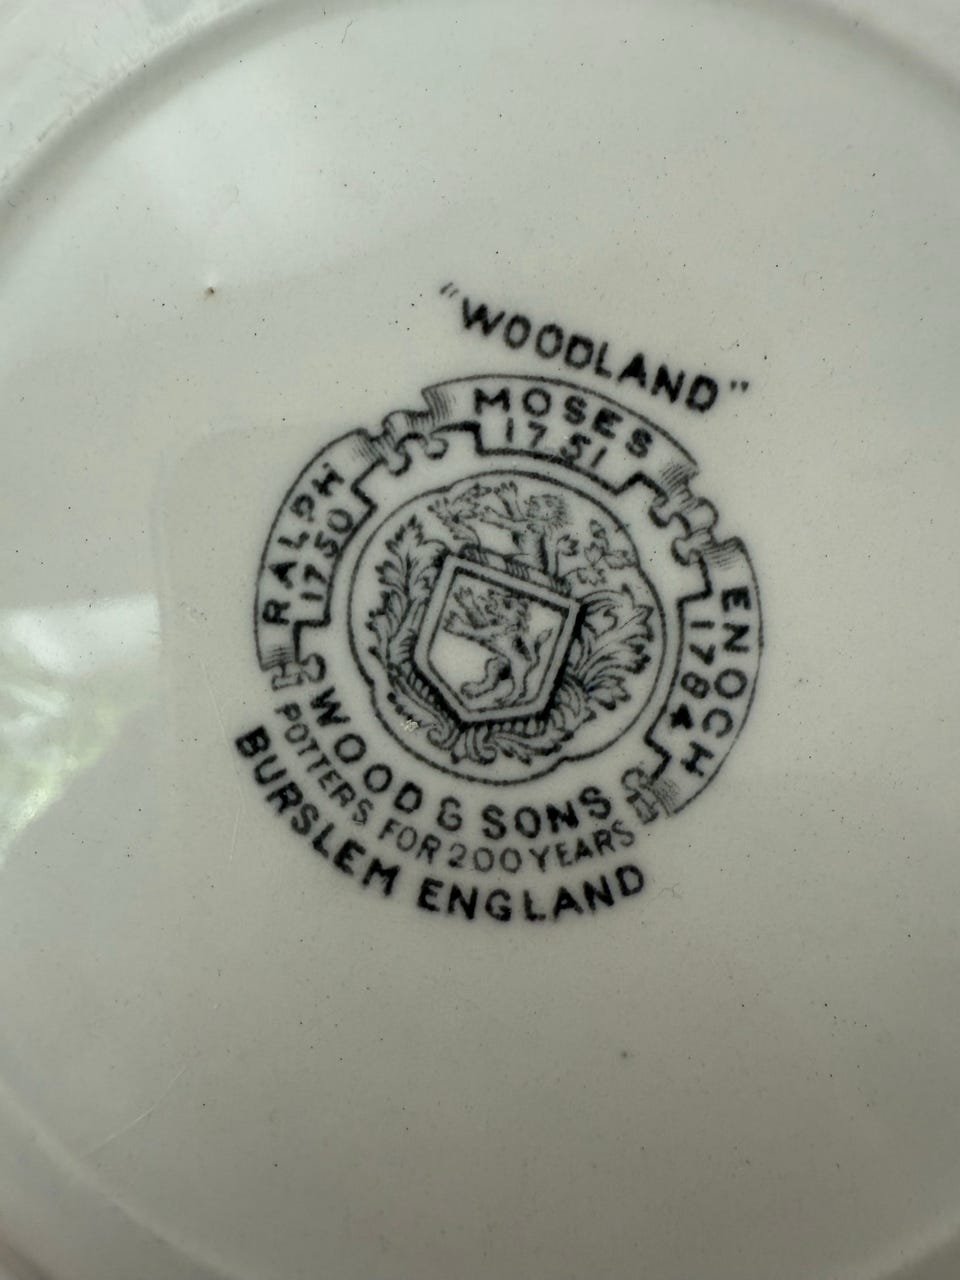 "WOODLAND"
MOSES
1751
RALPH
1750
ENOCH
1784
WOOD & SONS
POTTERS FOR 200 YEARS
BURSLEM ENGLAND